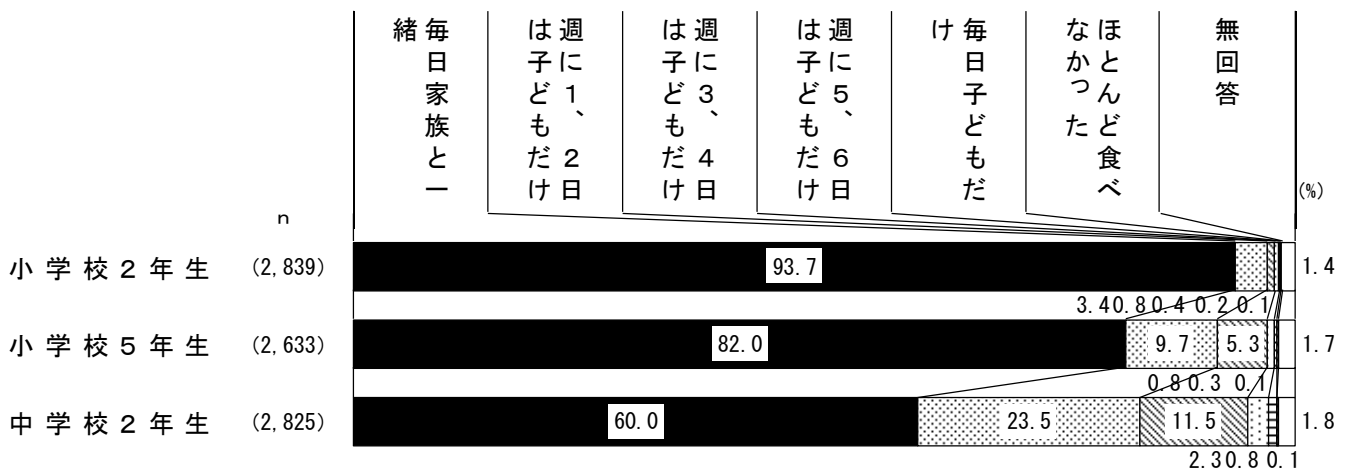 毎日家族と一
緒
週に１、２日
は子どもだけ
週に３、４日
は子どもだけ
週に５、６日
は子どもだけ
毎日子どもだ
け
ほとんど食べ
なかった
無回答
(%)
n
小学校２年生 (2,839) 93.7 1.4
3.4 0.8 0.4 0.2 0.1
小学校５年生 (2,633) 82.0 9.7 5.3 1.7
0.8 0.3 0.1
中学校２年生 (2,825) 60.0 23.5 11.5 1.8
2.3 0.8 0.1